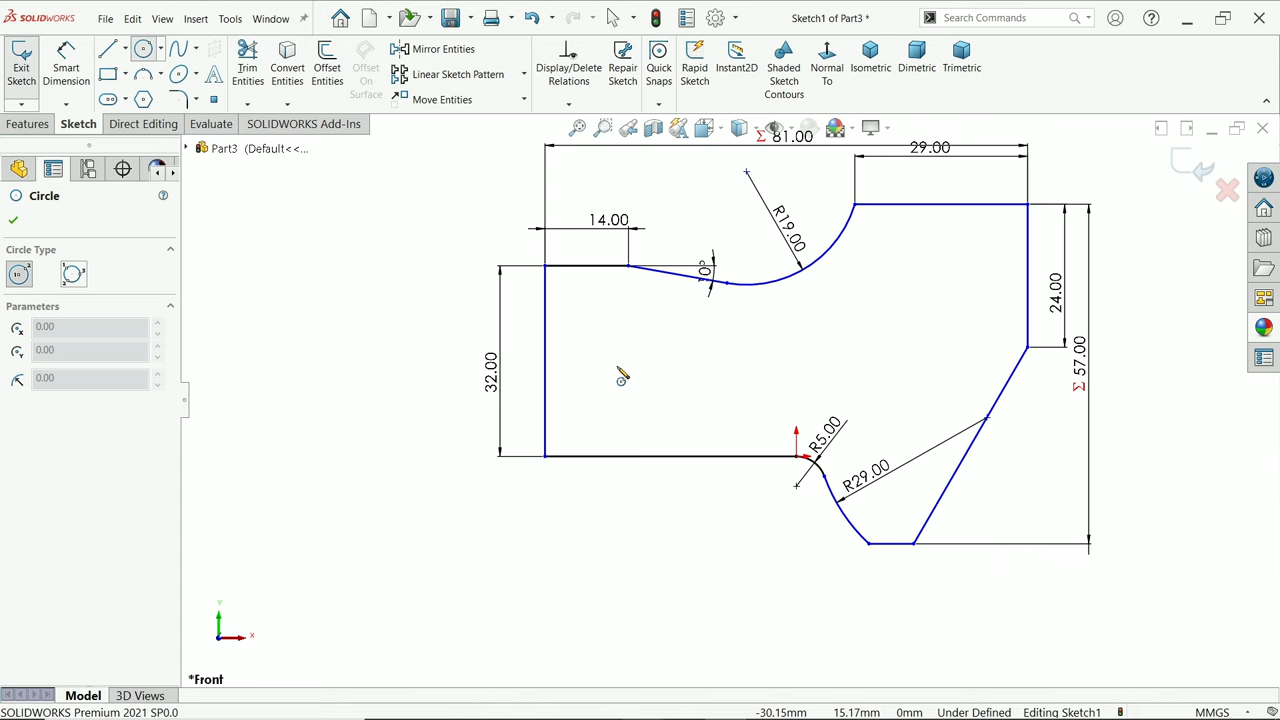 SOLIDWORKS
File
Edit
View
Insert
Tools
Window
Sketch1 of Part3 *
Search Commands
Exit Sketch
Smart Dimension
Trim Entities
Convert Entities
Offset Entities
Offset On Surface
Mirror Entities
Linear Sketch Pattern
Move Entities
Display/Delete Relations
Repair Sketch
Quick Snaps
Rapid Sketch
Instant2D
Shaded Sketch Contours
Normal To
Isometric
Dimetric
Trimetric
Features
Sketch
Direct Editing
Evaluate
SOLIDWORKS Add-Ins
Part3 (Default<<...
Circle
Circle Type
Parameters
0.00
0.00
0.00
Σ 81.00
29.00
14.00
R19.00
32.00
24.00
Σ 57.00
R5.00
R29.00
Y
X
*Front
Model
3D Views
SOLIDWORKS Premium 2021 SP0.0
-30.15mm
15.17mm
0mm
Under Defined
Editing Sketch1
MMGS